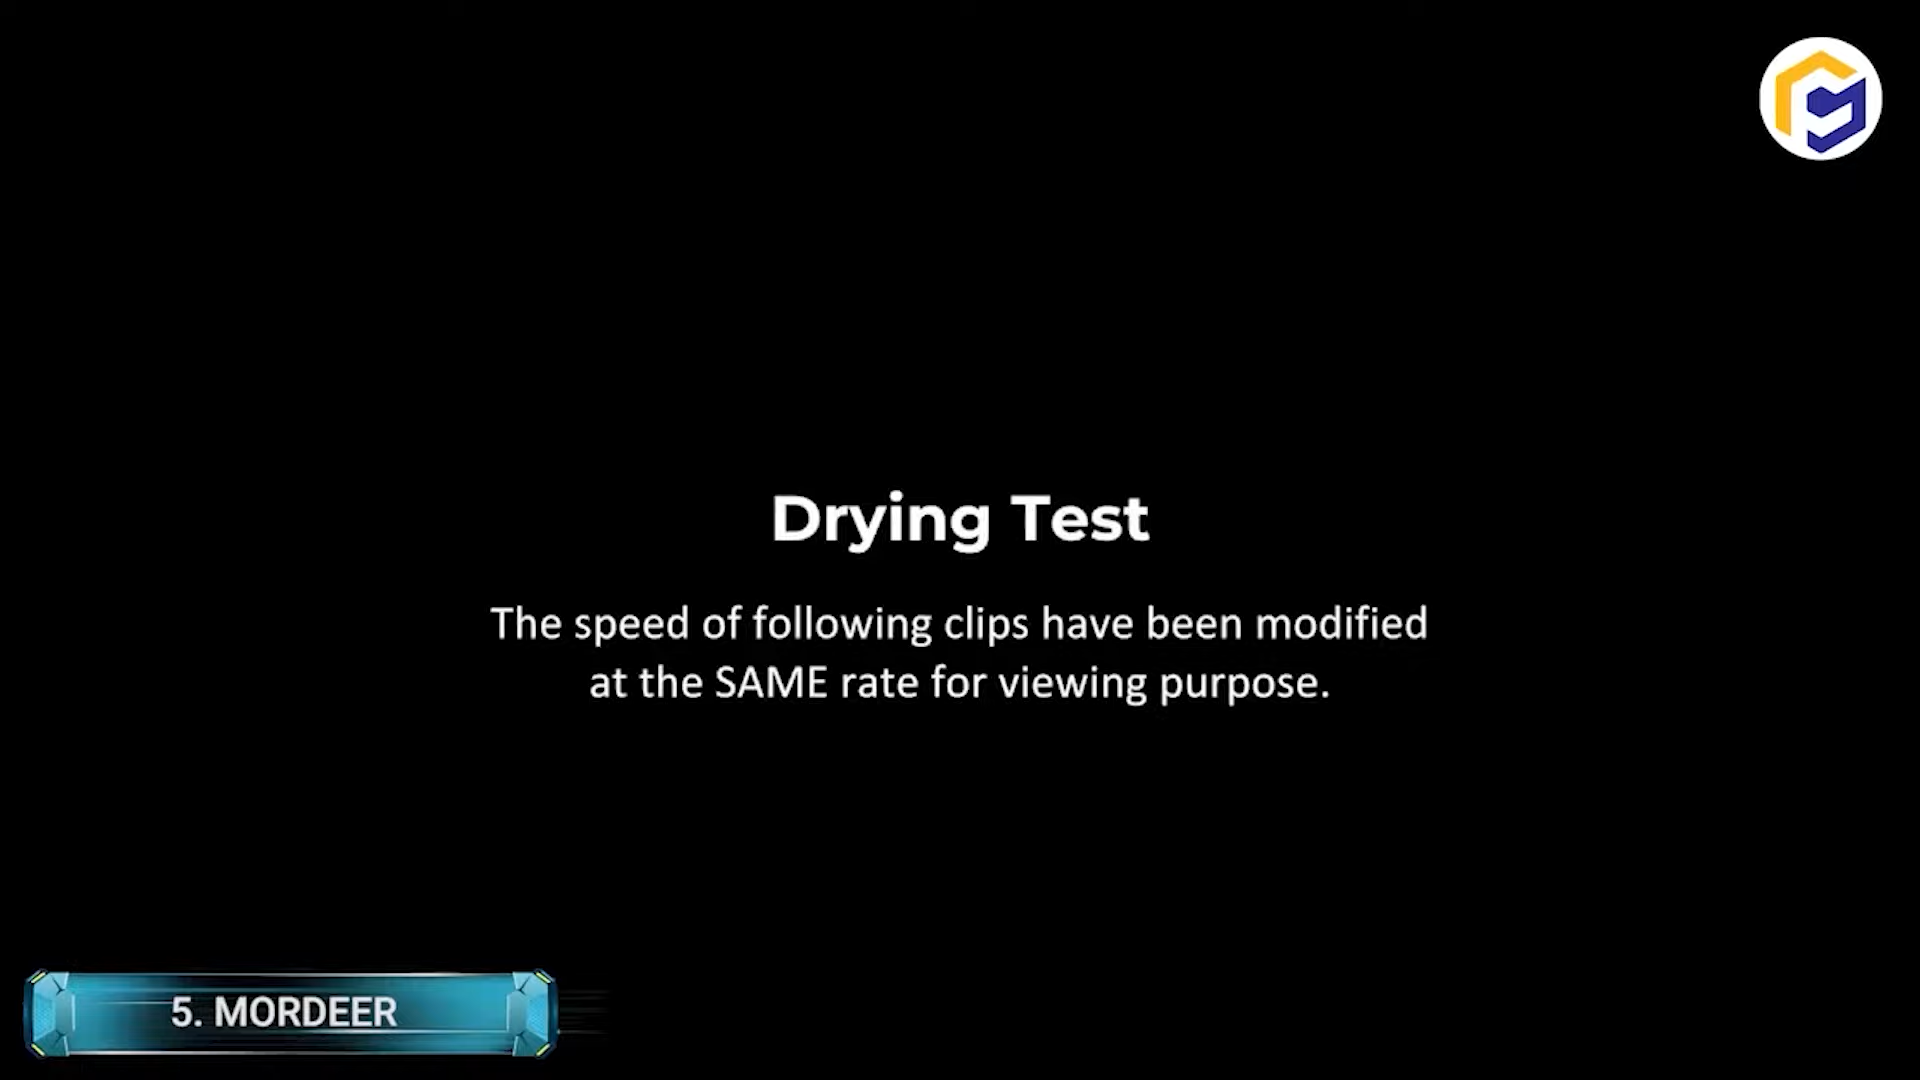 Drying Test
The speed of following clips have been modified
at the SAME rate for viewing purpose.
5. MORDEER